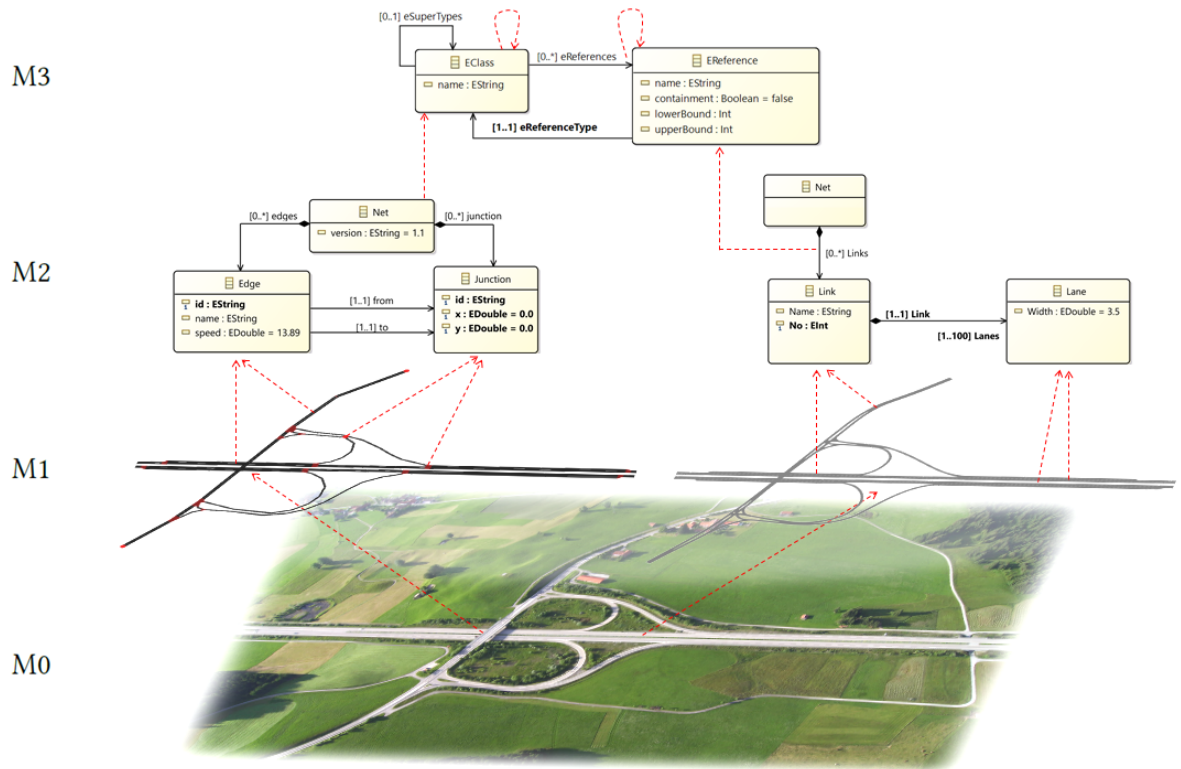 [0..1] eSuperTypes
M3
EClass
name : EString
[0..*] eReferences
EReference
name : EString
containment : Boolean = false
lowerBound : Int
upperBound : Int
[1..1] eReferenceType
M2
Net
version : EString = 1.1
[0..*] edges
[0..*] junction
Edge
id : EString
name : EString
speed : EDouble = 13.89
[1..1] from
[1..1] to
Junction
id : EString
x : EDouble = 0.0
y : EDouble = 0.0
Net
[0..*] Links
Link
Name : EString
No : EInt
[1..1] Link
[1..100] Lanes
Lane
Width : EDouble = 3.5
M1
M0